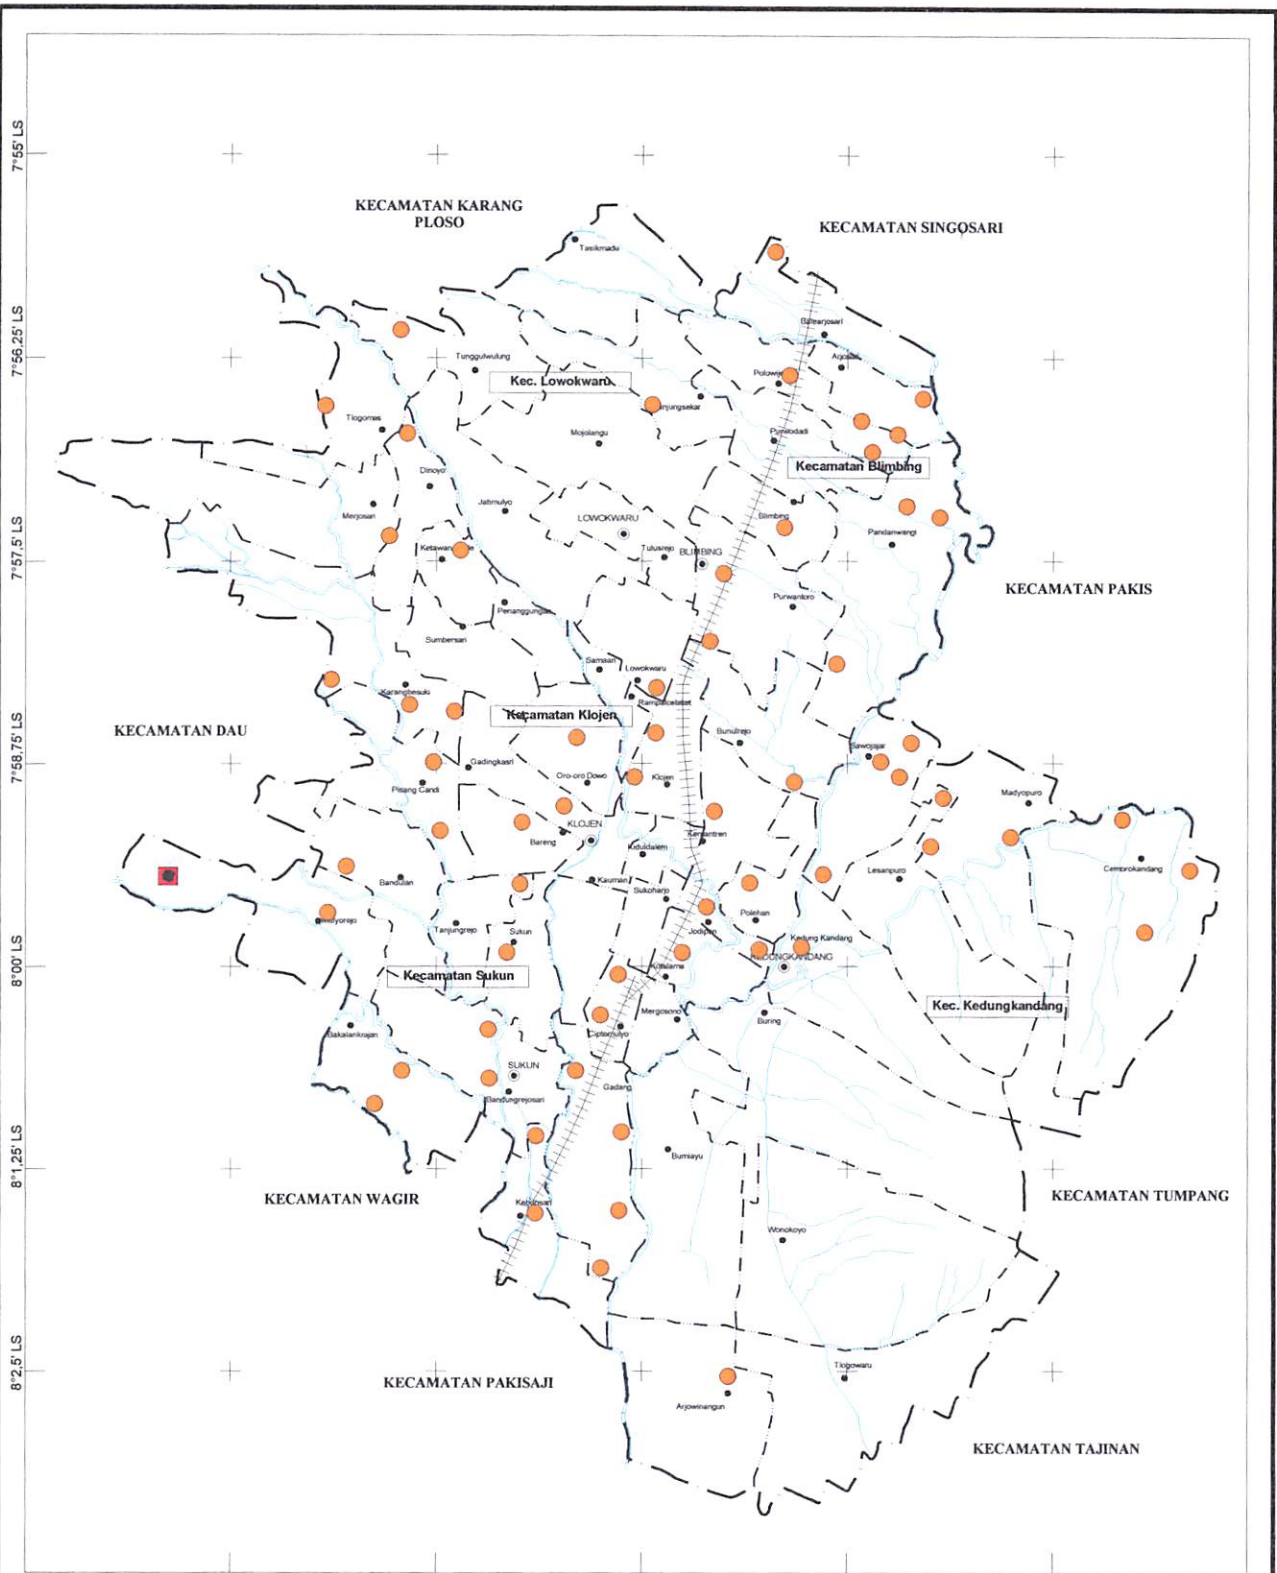 7°55' LS
KECAMATAN KARANG
PLOSO
KECAMATAN SINGOSARI
Tasikmadu
Balearjosari
7°56,25' LS
Tunggulwulung
Arjosari
Kec. Lowokwaru
Tlogomas
Mojolangu
Purwodadi
Kecamatan Blimbing
Dinoyo
Merjosari
Jatimulyo
LOWOKWARU
Blimbing
Pandanwangi
7°57,5' LS
Tulusrejo
BLIMBING
KECAMATAN PAKIS
Penanggungan
Purwantoro
Sumbersari
Samaan
Lowokwaru
Karangbesuki
Rampalcelaket
Kecamatan Klojen
KECAMATAN DAU
Bunulrejo
Sawojajar
7°58,75' LS
Gadingkasri
Oro-oro Dowo
Klojen
Pisang Candi
Madyopuro
KLOJEN
Bareng
Kiduldalem
Lesanpuro
Cemprokandang
Bandulan
Kauman
Sukoharjo
Polehan
Tanjungrejo
Sukun
Jodipan
Kedung Kandang
8°00' LS
Kecamatan Sukun
KEDUNGKANDANG
Kec. Kedungkandang
Mergosono
Buring
Bakalankrajan
Ciptomulyo
SUKUN
Gadang
Bandungrejosari
Bumiayu
8°1,25' LS
KECAMATAN WAGIR
KECAMATAN TUMPANG
Kebonsari
Wonokoyo
8°2,5' LS
Tlogowaru
KECAMATAN PAKISAJI
Arjowinangun
KECAMATAN TAJINAN